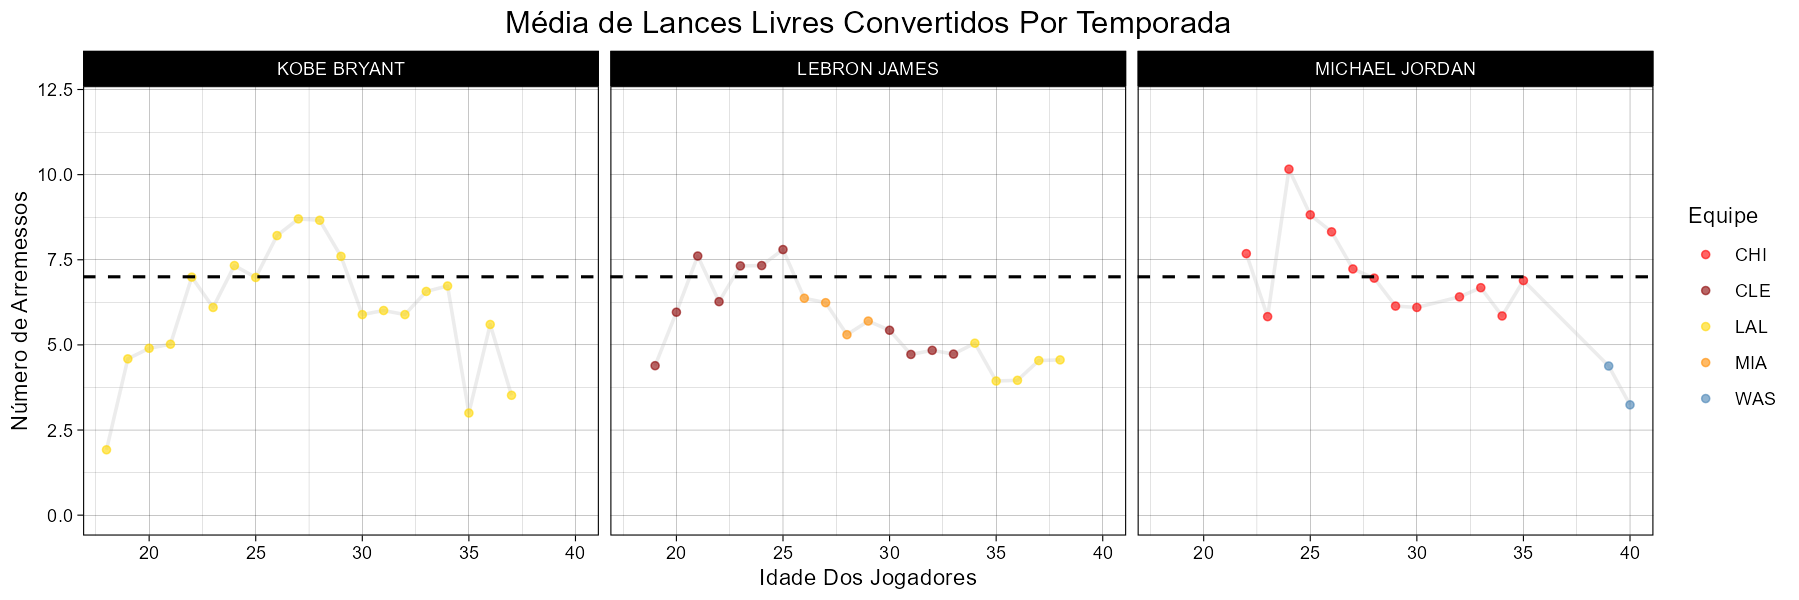 Média de Lances Livres Convertidos Por Temporada
KOBE BRYANT
LEBRON JAMES
MICHAEL JORDAN
Número de Arremessos
12.5
10.0
7.5
5.0
2.5
0.0
20 25 30 35 40
20 25 30 35 40
20 25 30 35 40
Idade Dos Jogadores
Equipe
CHI
CLE
LAL
MIA
WAS